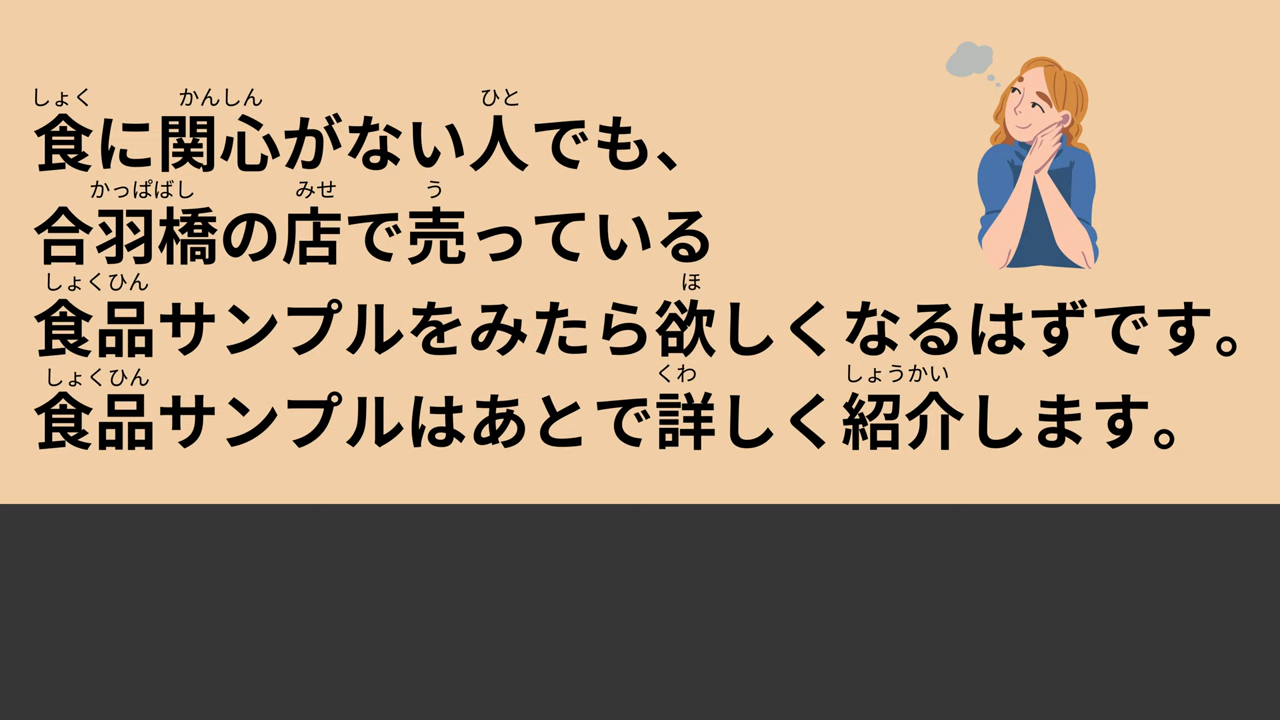 しょく かんしん ひと
食に関心がない人でも、
かっぱばし みせ う
合羽橋の店で売っている
しょくひん ほ
食品サンプルをみたら欲しくなるはずです。
しょくひん くわ しょうかい
食品サンプルはあとで詳しく紹介します。